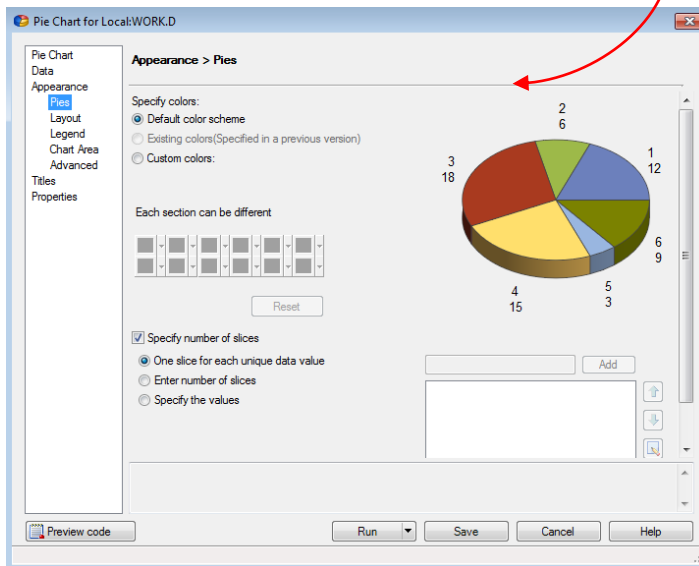 Pie Chart for Local:WORK.D
Pie Chart
Data
Appearance
Pies
Layout
Legend
Chart Area
Advanced
Titles
Properties
Appearance > Pies
Specify colors:
Default color scheme
Existing colors(Specified in a previous version)
Custom colors:
Each section can be different
Reset
2
6
1
12
3
18
6
9
5
3
4
15
Specify number of slices
One slice for each unique data value
Enter number of slices
Specify the values
Add
Preview code
Run
Save
Cancel
Help